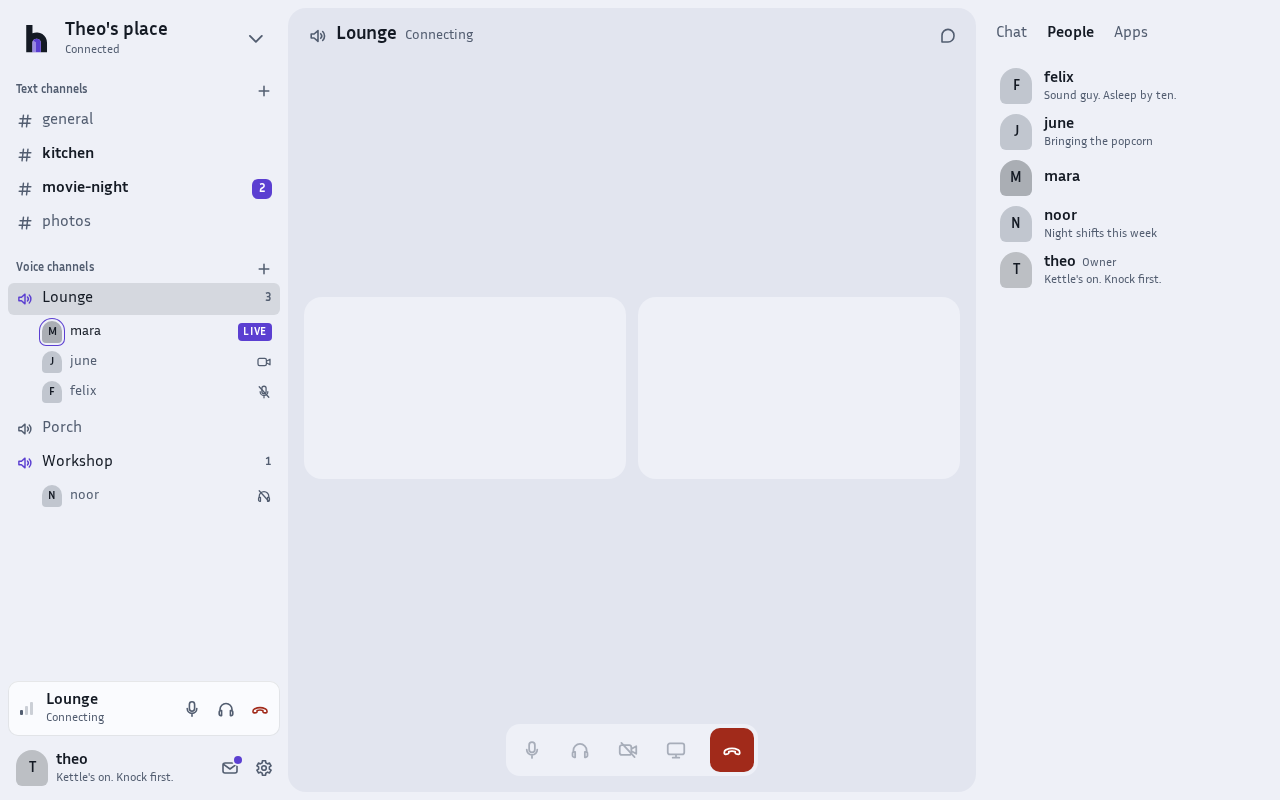 Theo's place
Connected
Text channels
general
kitchen
movie-night 2
photos
Voice channels
Lounge 3
M mara LIVE
J june
F felix
Porch
Workshop 1
N noor
Lounge
Connecting
T theo
Kettle's on. Knock first.
Lounge Connecting
Chat People Apps
F felix
Sound guy. Asleep by ten.
J june
Bringing the popcorn
M mara
N noor
Night shifts this week
T theo Owner
Kettle's on. Knock first.